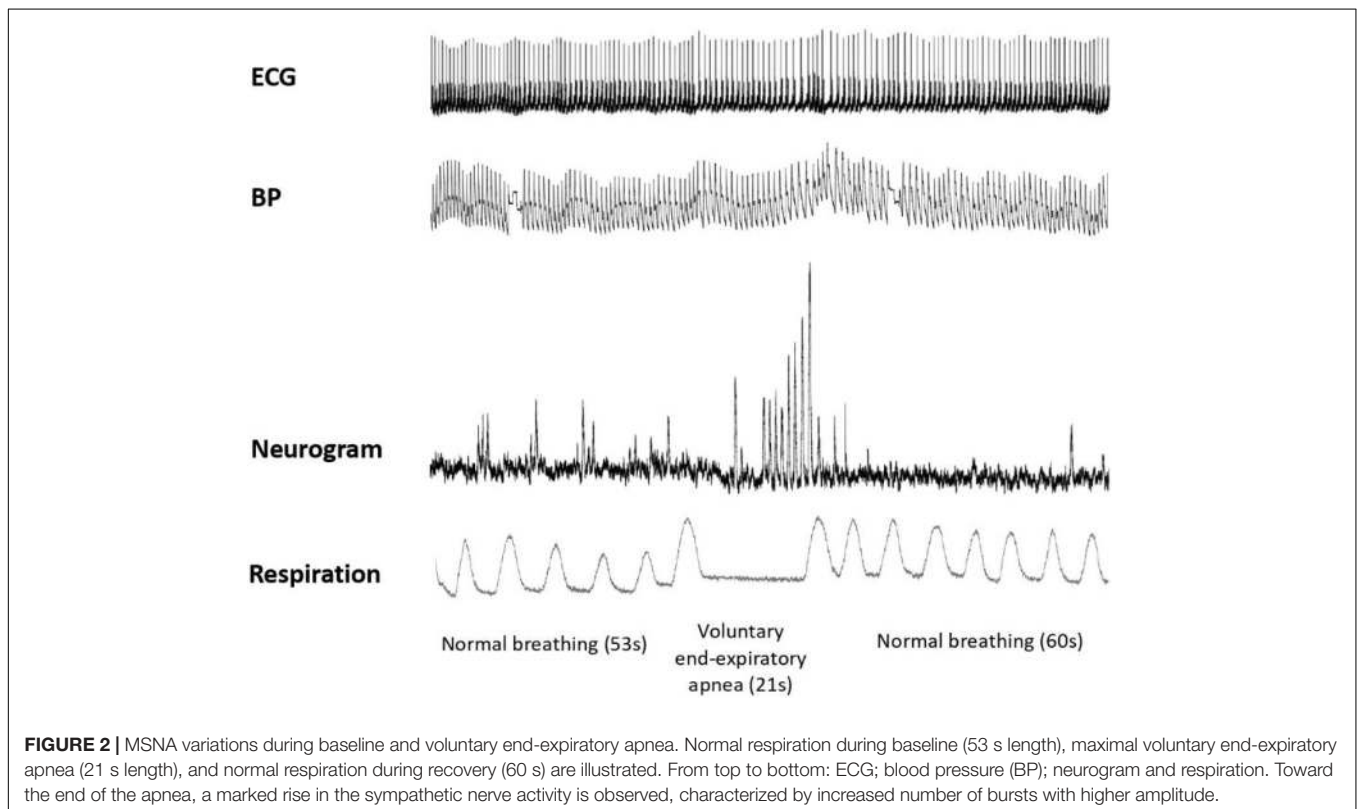 ECG
BP
Neurogram
Respiration
Normal breathing (53s)
Voluntary
end-expiratory
apnea (21s)
Normal breathing (60s)
FIGURE 2 | MSNA variations during baseline and voluntary end-expiratory apnea. Normal respiration during baseline (53 s length), maximal voluntary end-expiratory
apnea (21 s length), and normal respiration during recovery (60 s) are illustrated. From top to bottom: ECG; blood pressure (BP); neurogram and respiration. Toward
the end of the apnea, a marked rise in the sympathetic nerve activity is observed, characterized by increased number of bursts with higher amplitude.